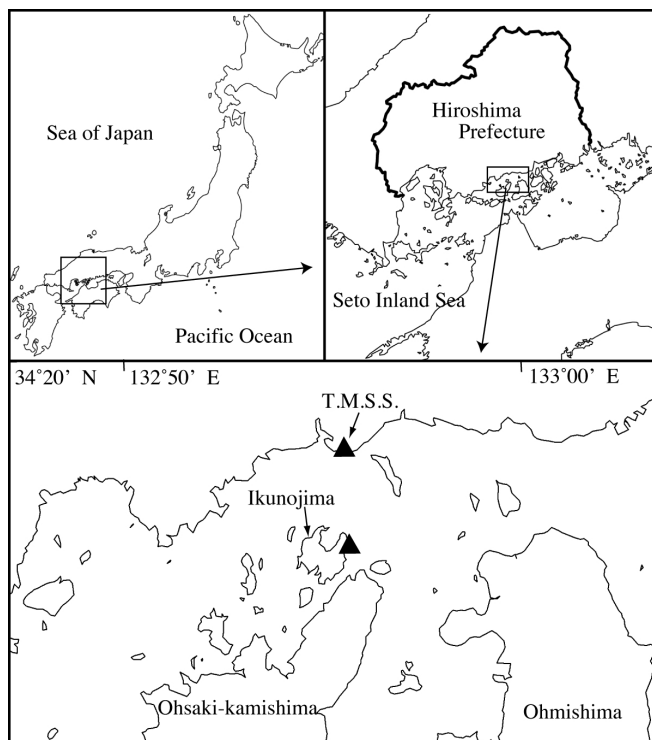 Sea of Japan
Pacific Ocean
Hiroshima
Prefecture
Seto Inland Sea
34°20’ N
132°50’ E
133°00’ E
T.M.S.S.
Ikunojima
Ohsaki-kamishima
Ohmishima